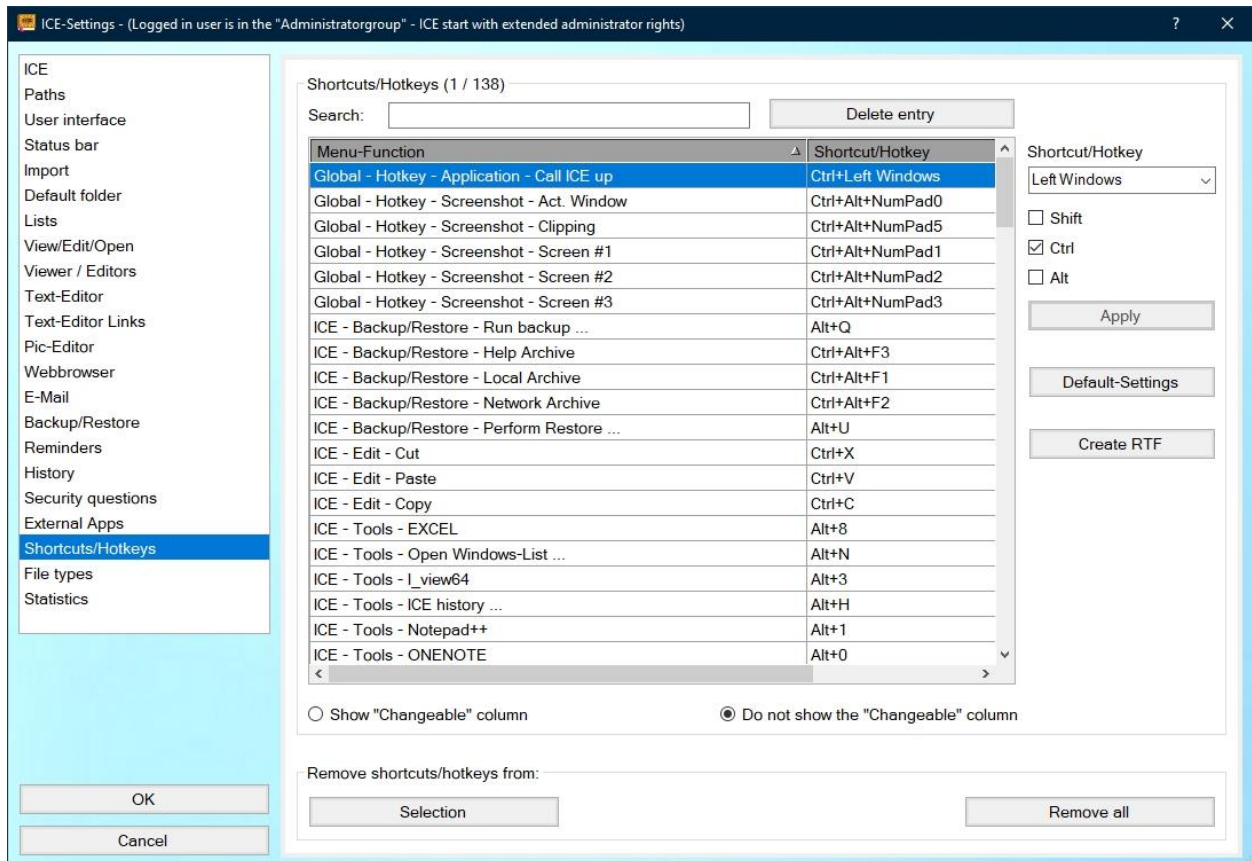 ICE-Settings - (Logged in user is in the "Administratorgroup" - ICE start with extended administrator rights)
ICE
Paths
User interface
Status bar
Import
Default folder
Lists
View/Edit/Open
Viewer / Editors
Text-Editor
Text-Editor Links
Pic-Editor
Webbrowser
E-Mail
Backup/Restore
Reminders
History
Security questions
External Apps
Shortcuts/Hotkeys
File types
Statistics
OK
Cancel
Shortcuts/Hotkeys (1 / 138)
Search:
Delete entry
Menu-Function Shortcut/Hotkey
Global - Hotkey - Application - Call ICE up Ctrl+Left Windows
Global - Hotkey - Screenshot - Act. Window Ctrl+Alt+NumPad0
Global - Hotkey - Screenshot - Clipping Ctrl+Alt+NumPad5
Global - Hotkey - Screenshot - Screen #1 Ctrl+Alt+NumPad1
Global - Hotkey - Screenshot - Screen #2 Ctrl+Alt+NumPad2
Global - Hotkey - Screenshot - Screen #3 Ctrl+Alt+NumPad3
ICE - Backup/Restore - Run backup ... Alt+Q
ICE - Backup/Restore - Help Archive Ctrl+Alt+F3
ICE - Backup/Restore - Local Archive Ctrl+Alt+F1
ICE - Backup/Restore - Network Archive Ctrl+Alt+F2
ICE - Backup/Restore - Perform Restore ... Alt+U
ICE - Edit - Cut Ctrl+X
ICE - Edit - Paste Ctrl+V
ICE - Edit - Copy Ctrl+C
ICE - Tools - EXCEL Alt+8
ICE - Tools - Open Windows-List ... Alt+N
ICE - Tools - I_view64 Alt+3
ICE - Tools - ICE history ... Alt+H
ICE - Tools - Notepad++ Alt+1
ICE - Tools - ONENOTE Alt+0
Shortcut/Hotkey
Left Windows
Shift
Ctrl
Alt
Apply
Default-Settings
Create RTF
Show "Changeable" column
Do not show the "Changeable" column
Remove shortcuts/hotkeys from:
Selection
Remove all